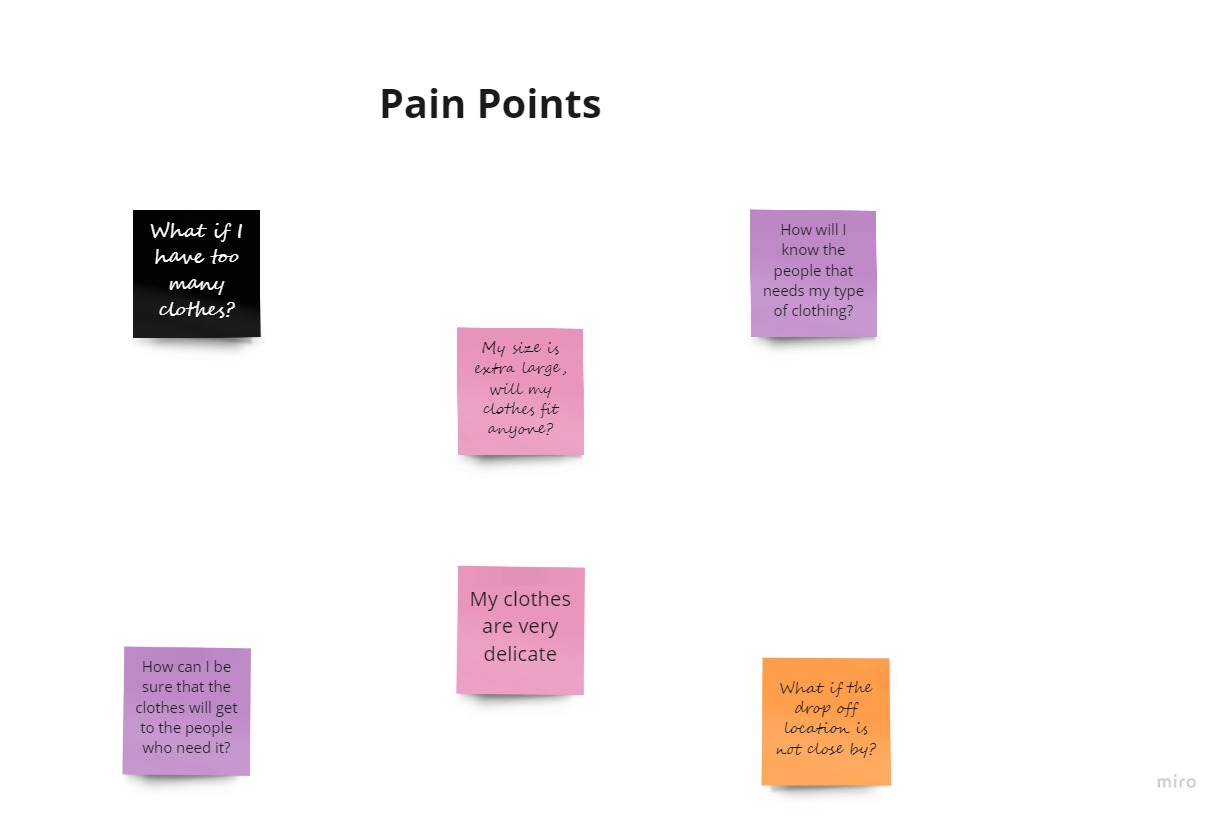 Pain Points
What if I
have too
many
clothes?
How will I
know the
people that
needs my type
of clothing?
My size is
extra large,
will my
clothes fit
anyone?
My clothes
are very
delicate
How can I be
sure that the
clothes will get
to the people
who need it?
What if the
drop off
location is
not close by?
miro